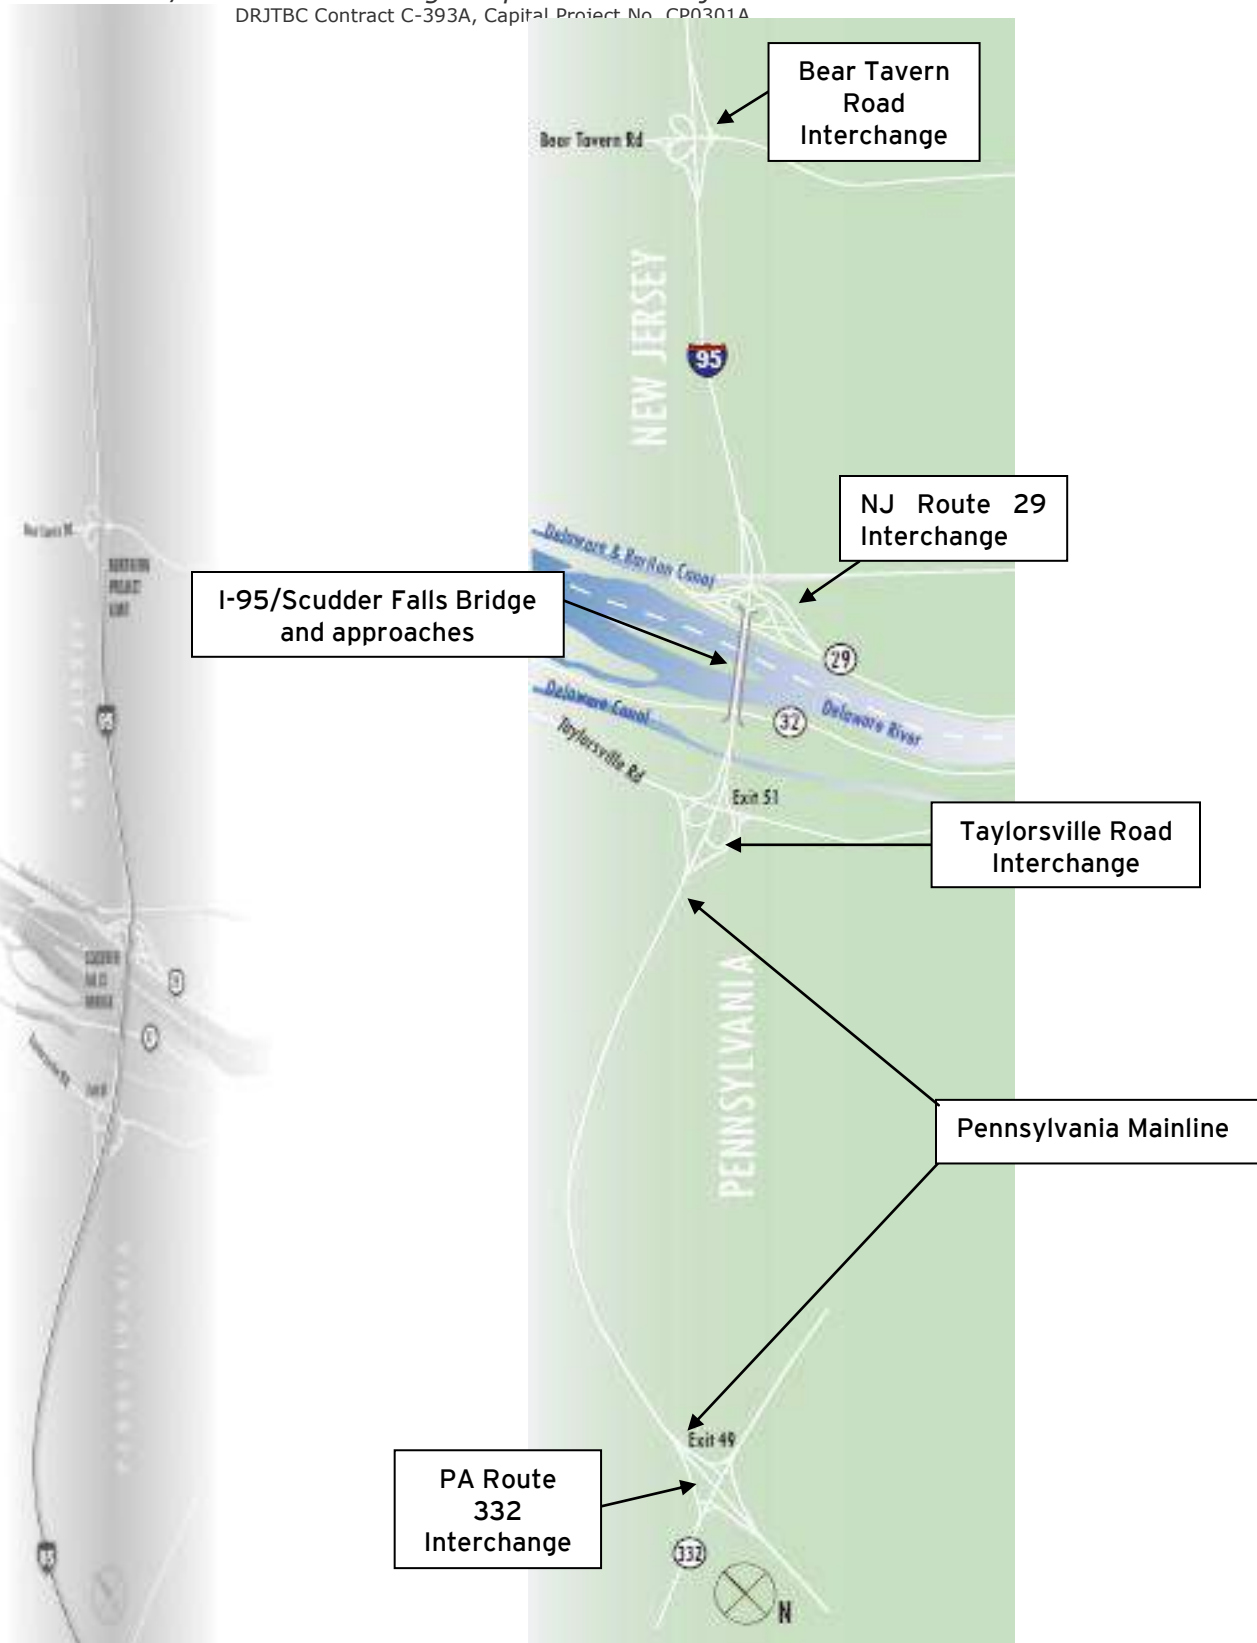 DRJTBC Contract C-393A, Capital Project No. CP0301A
Bear Tavern
Road
Interchange
Bear Tavern Rd
NEW JERSEY
95
NJ Route 29
Interchange
Delaware & Raritan Canal
I-95/Scudder Falls Bridge
and approaches
29
Delaware Canal
32
Delaware River
Taylorsville Rd
Exit 51
Taylorsville Road
Interchange
PENNSYLVANIA
Pennsylvania Mainline
Exit 49
PA Route
332
Interchange
332
N
95
95